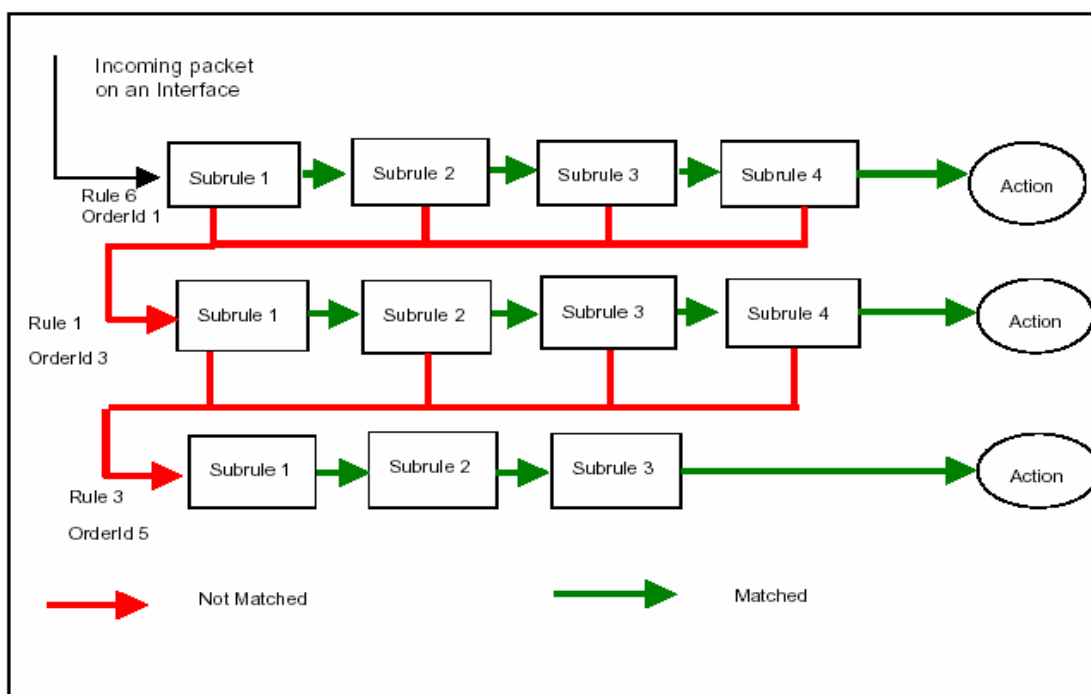 Incoming packet
on an Interface
Subrule 1
Subrule 2
Subrule 3
Subrule 4
Action
Rule 6
OrderId 1
Subrule 1
Subrule 2
Subrule 3
Subrule 4
Action
Rule 1
OrderId 3
Subrule 1
Subrule 2
Subrule 3
Action
Rule 3
OrderId 5
Not Matched
Matched